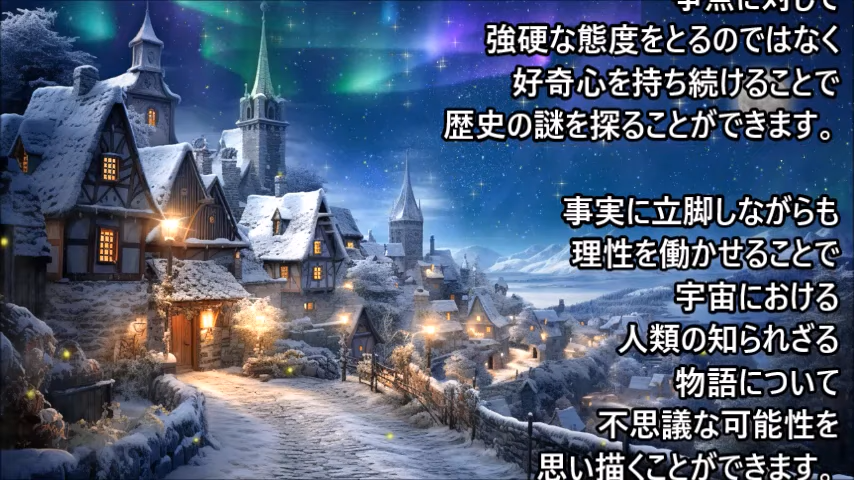 争点に対して
強硬な態度をとるのではなく
好奇心を持ち続けることで
歴史の謎を探ることができます。
事実に立脚しながらも
理性を働かせることで
宇宙における
人類の知られざる
物語について
不思議な可能性を
思い描くことができます。